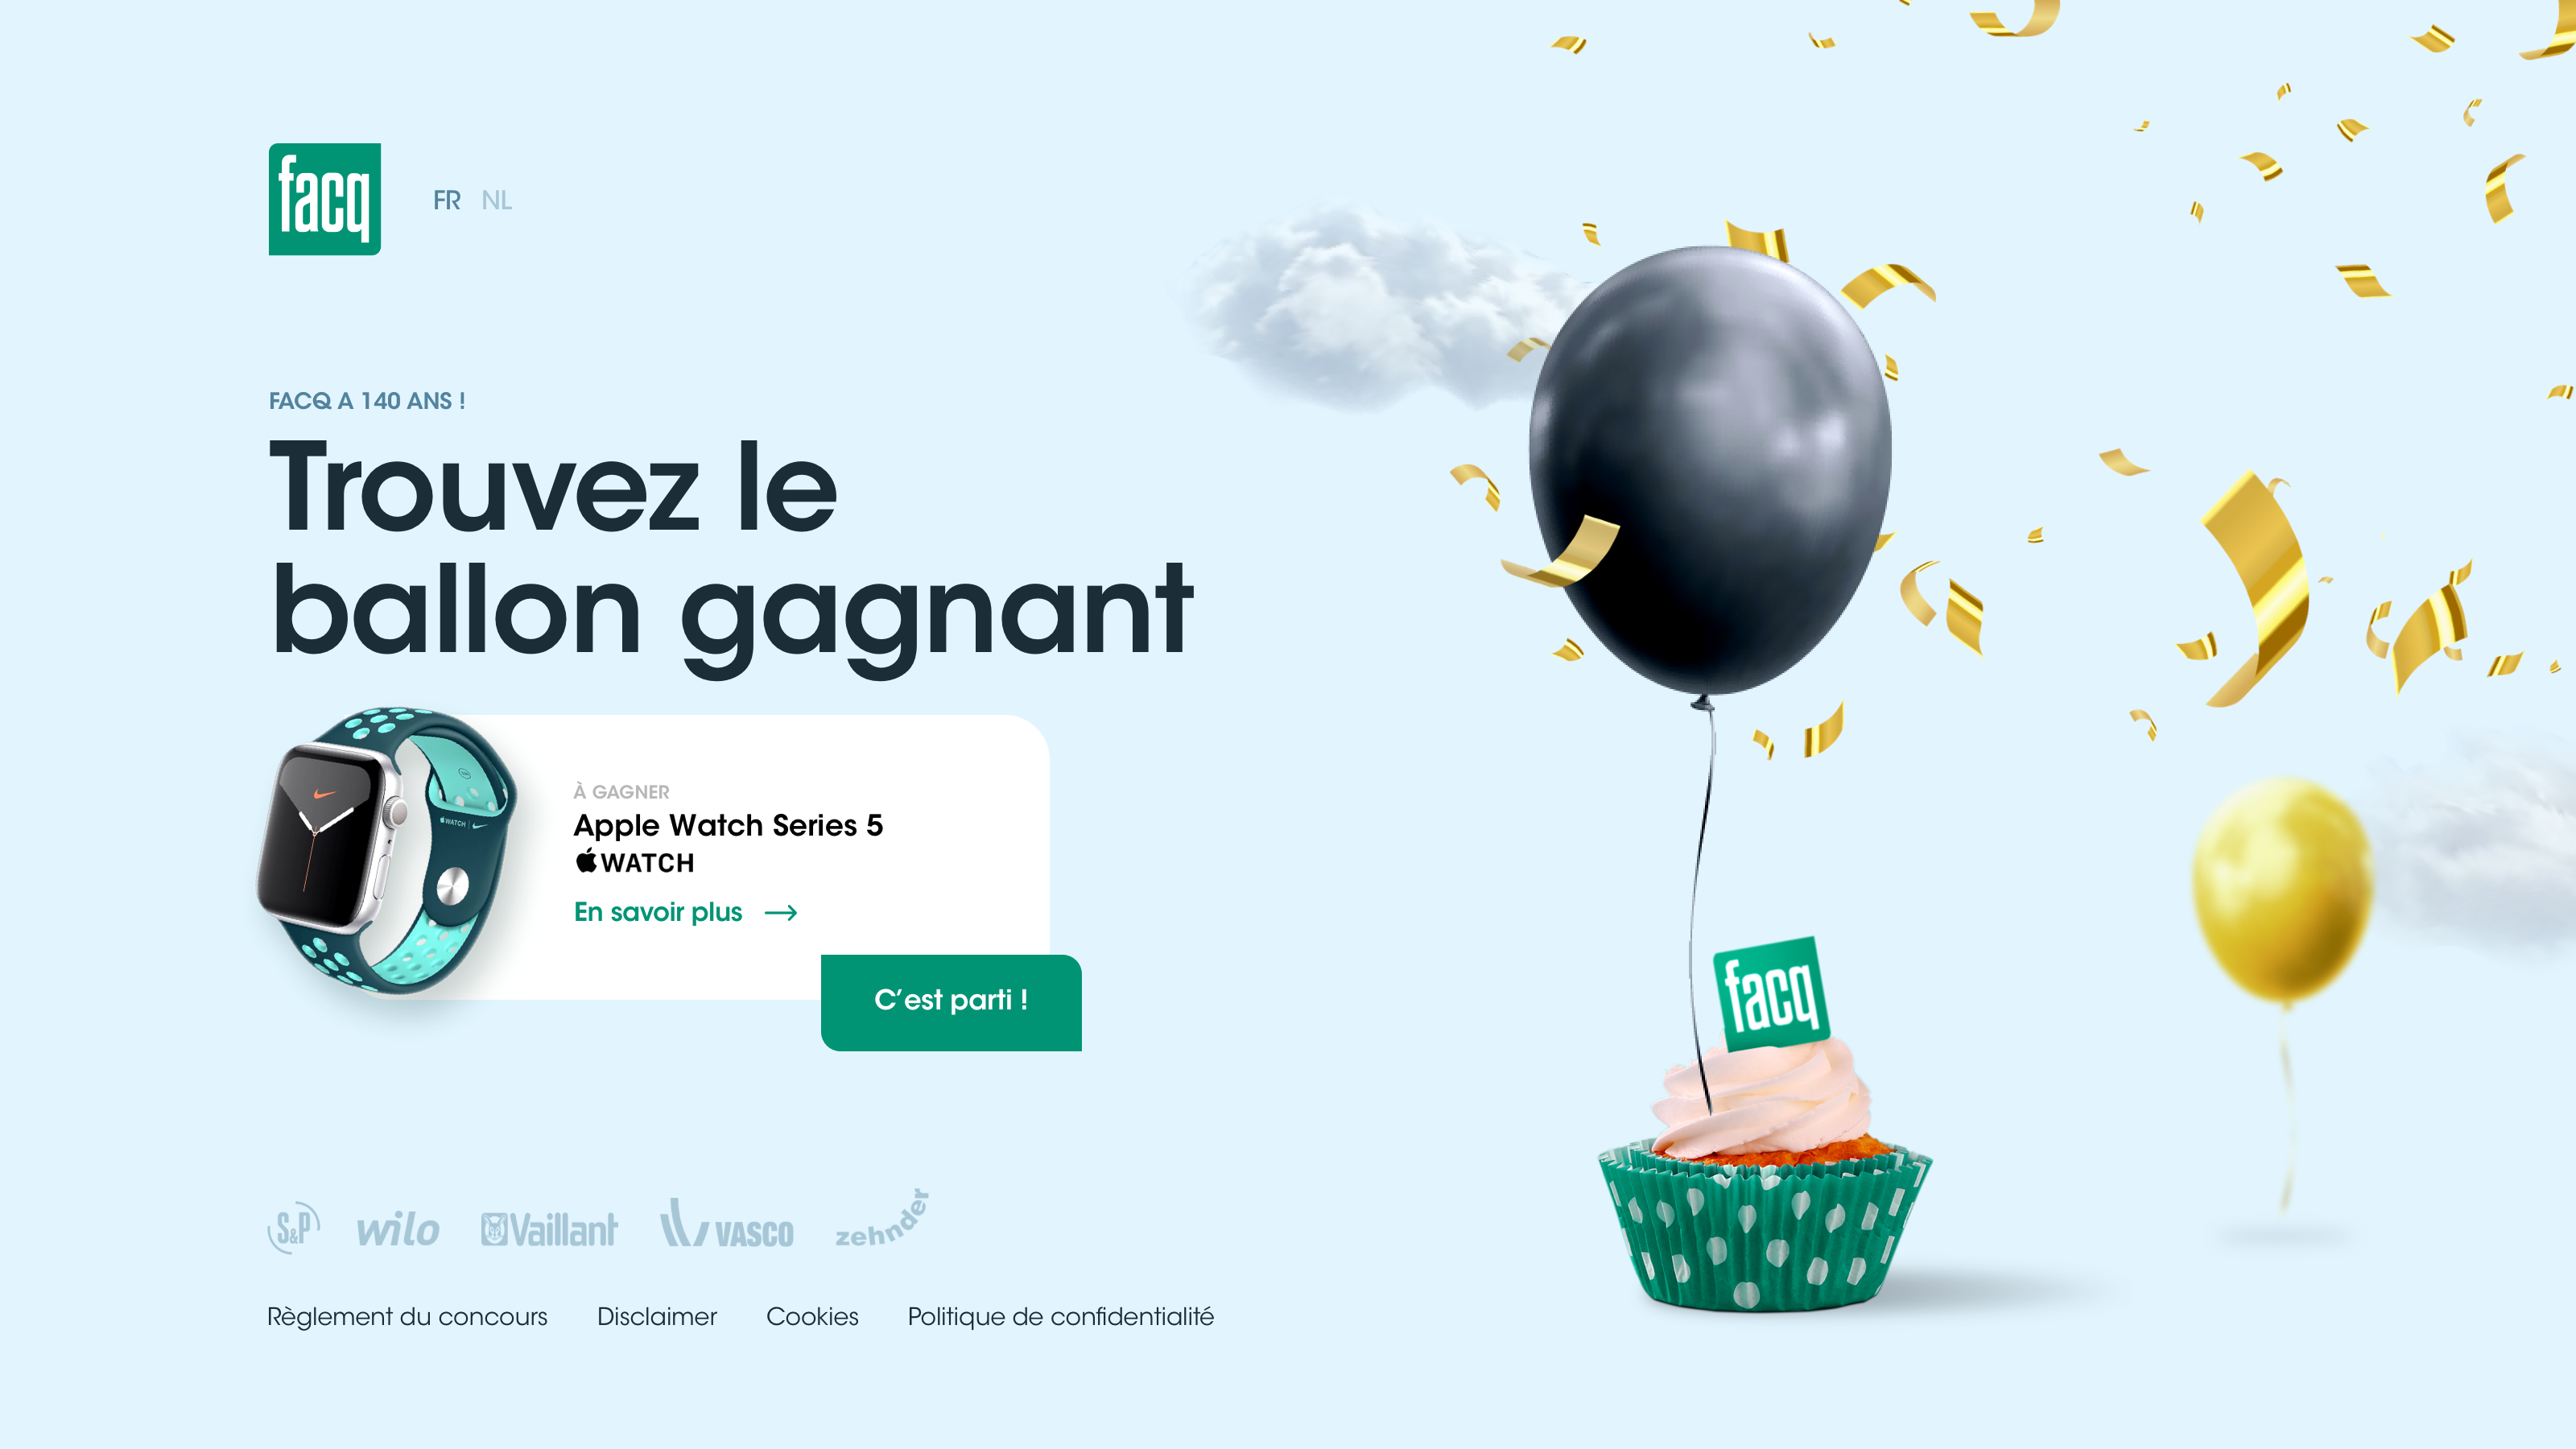 facq
FR NL
FACQ A 140 ANS !
Trouvez le
ballon gagnant
À GAGNER
Apple Watch Series 5
WATCH
En savoir plus
C'est parti !
WATCH
facq
S&P wilo Vaillant VASCO zehnder
Règlement du concours Disclaimer Cookies Politique de confidentialité